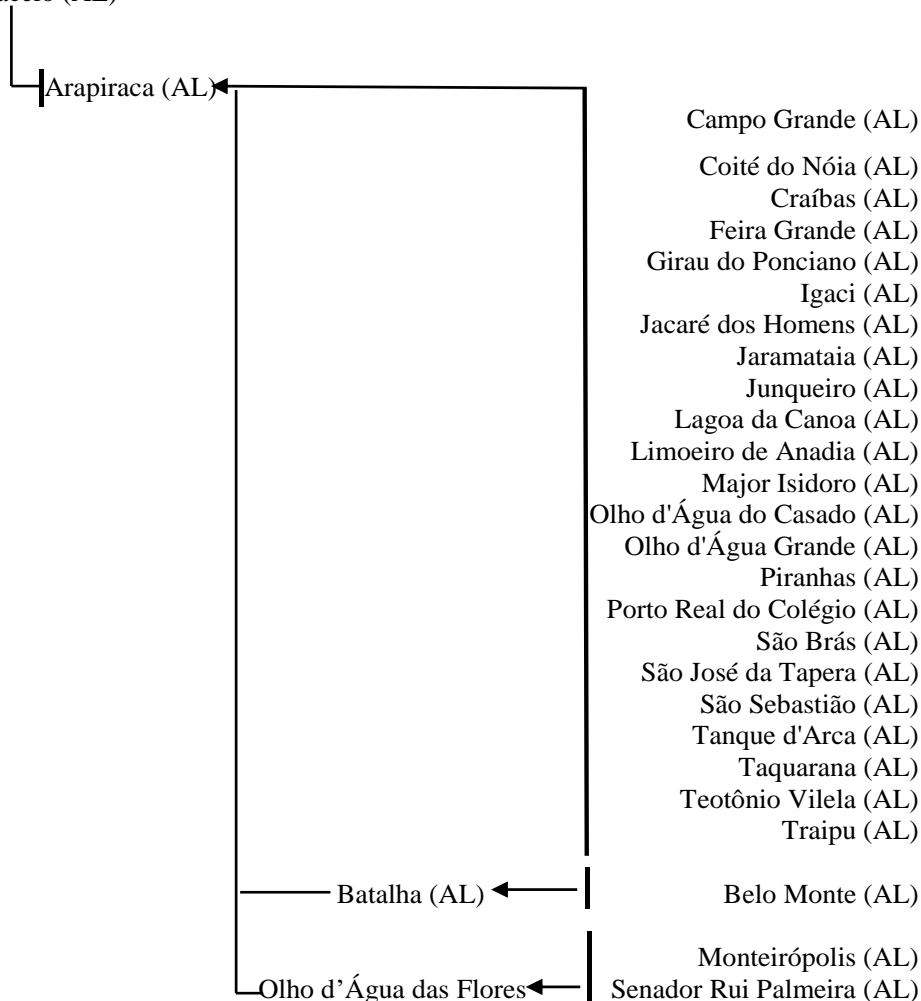 Arapiraca (AL)
Campo Grande (AL)
Coité do Nóia (AL)
Craíbas (AL)
Feira Grande (AL)
Girau do Ponciano (AL)
Igaci (AL)
Jacaré dos Homens (AL)
Jaramataia (AL)
Junqueiro (AL)
Lagoa da Canoa (AL)
Limoeiro de Anadia (AL)
Major Isidoro (AL)
Olho d'Água do Casado (AL)
Olho d'Água Grande (AL)
Piranhas (AL)
Porto Real do Colégio (AL)
São Brás (AL)
São José da Tapera (AL)
São Sebastião (AL)
Tanque d'Arca (AL)
Taquarana (AL)
Teotônio Vilela (AL)
Traipu (AL)
Batalha (AL) Belo Monte (AL)
Monteirópolis (AL)
Olho d’Água das Flores Senador Rui Palmeira (AL)